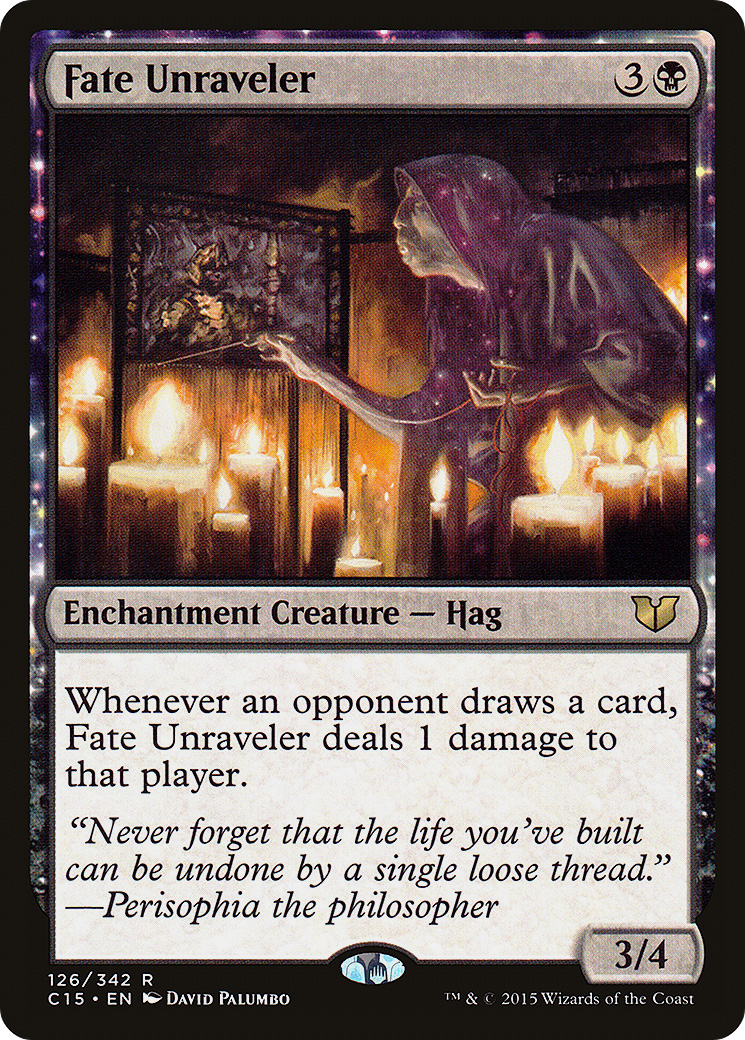 Fate Unraveler 3
Enchantment Creature — Hag
Whenever an opponent draws a card,
Fate Unraveler deals 1 damage to
that player.
“Never forget that the life you’ve built
can be undone by a single loose thread.”
—Perisophia the philosopher
3/4
126/342 R
C15 • EN DAVID PALUMBO
™ & © 2015 Wizards of the Coast